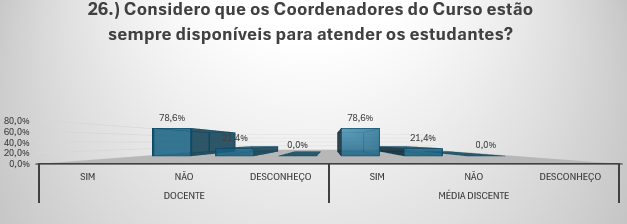 26.) Considero que os Coordenadores do Curso estão
sempre disponíveis para atender os estudantes?
80,0%
60,0%
40,0%
20,0%
0,0%
78,6%
21,4%
0,0%
78,6%
21,4%
0,0%
SIM NÃO DESCONHEÇO SIM NÃO DESCONHEÇO
DOCENTE MÉDIA DISCENTE